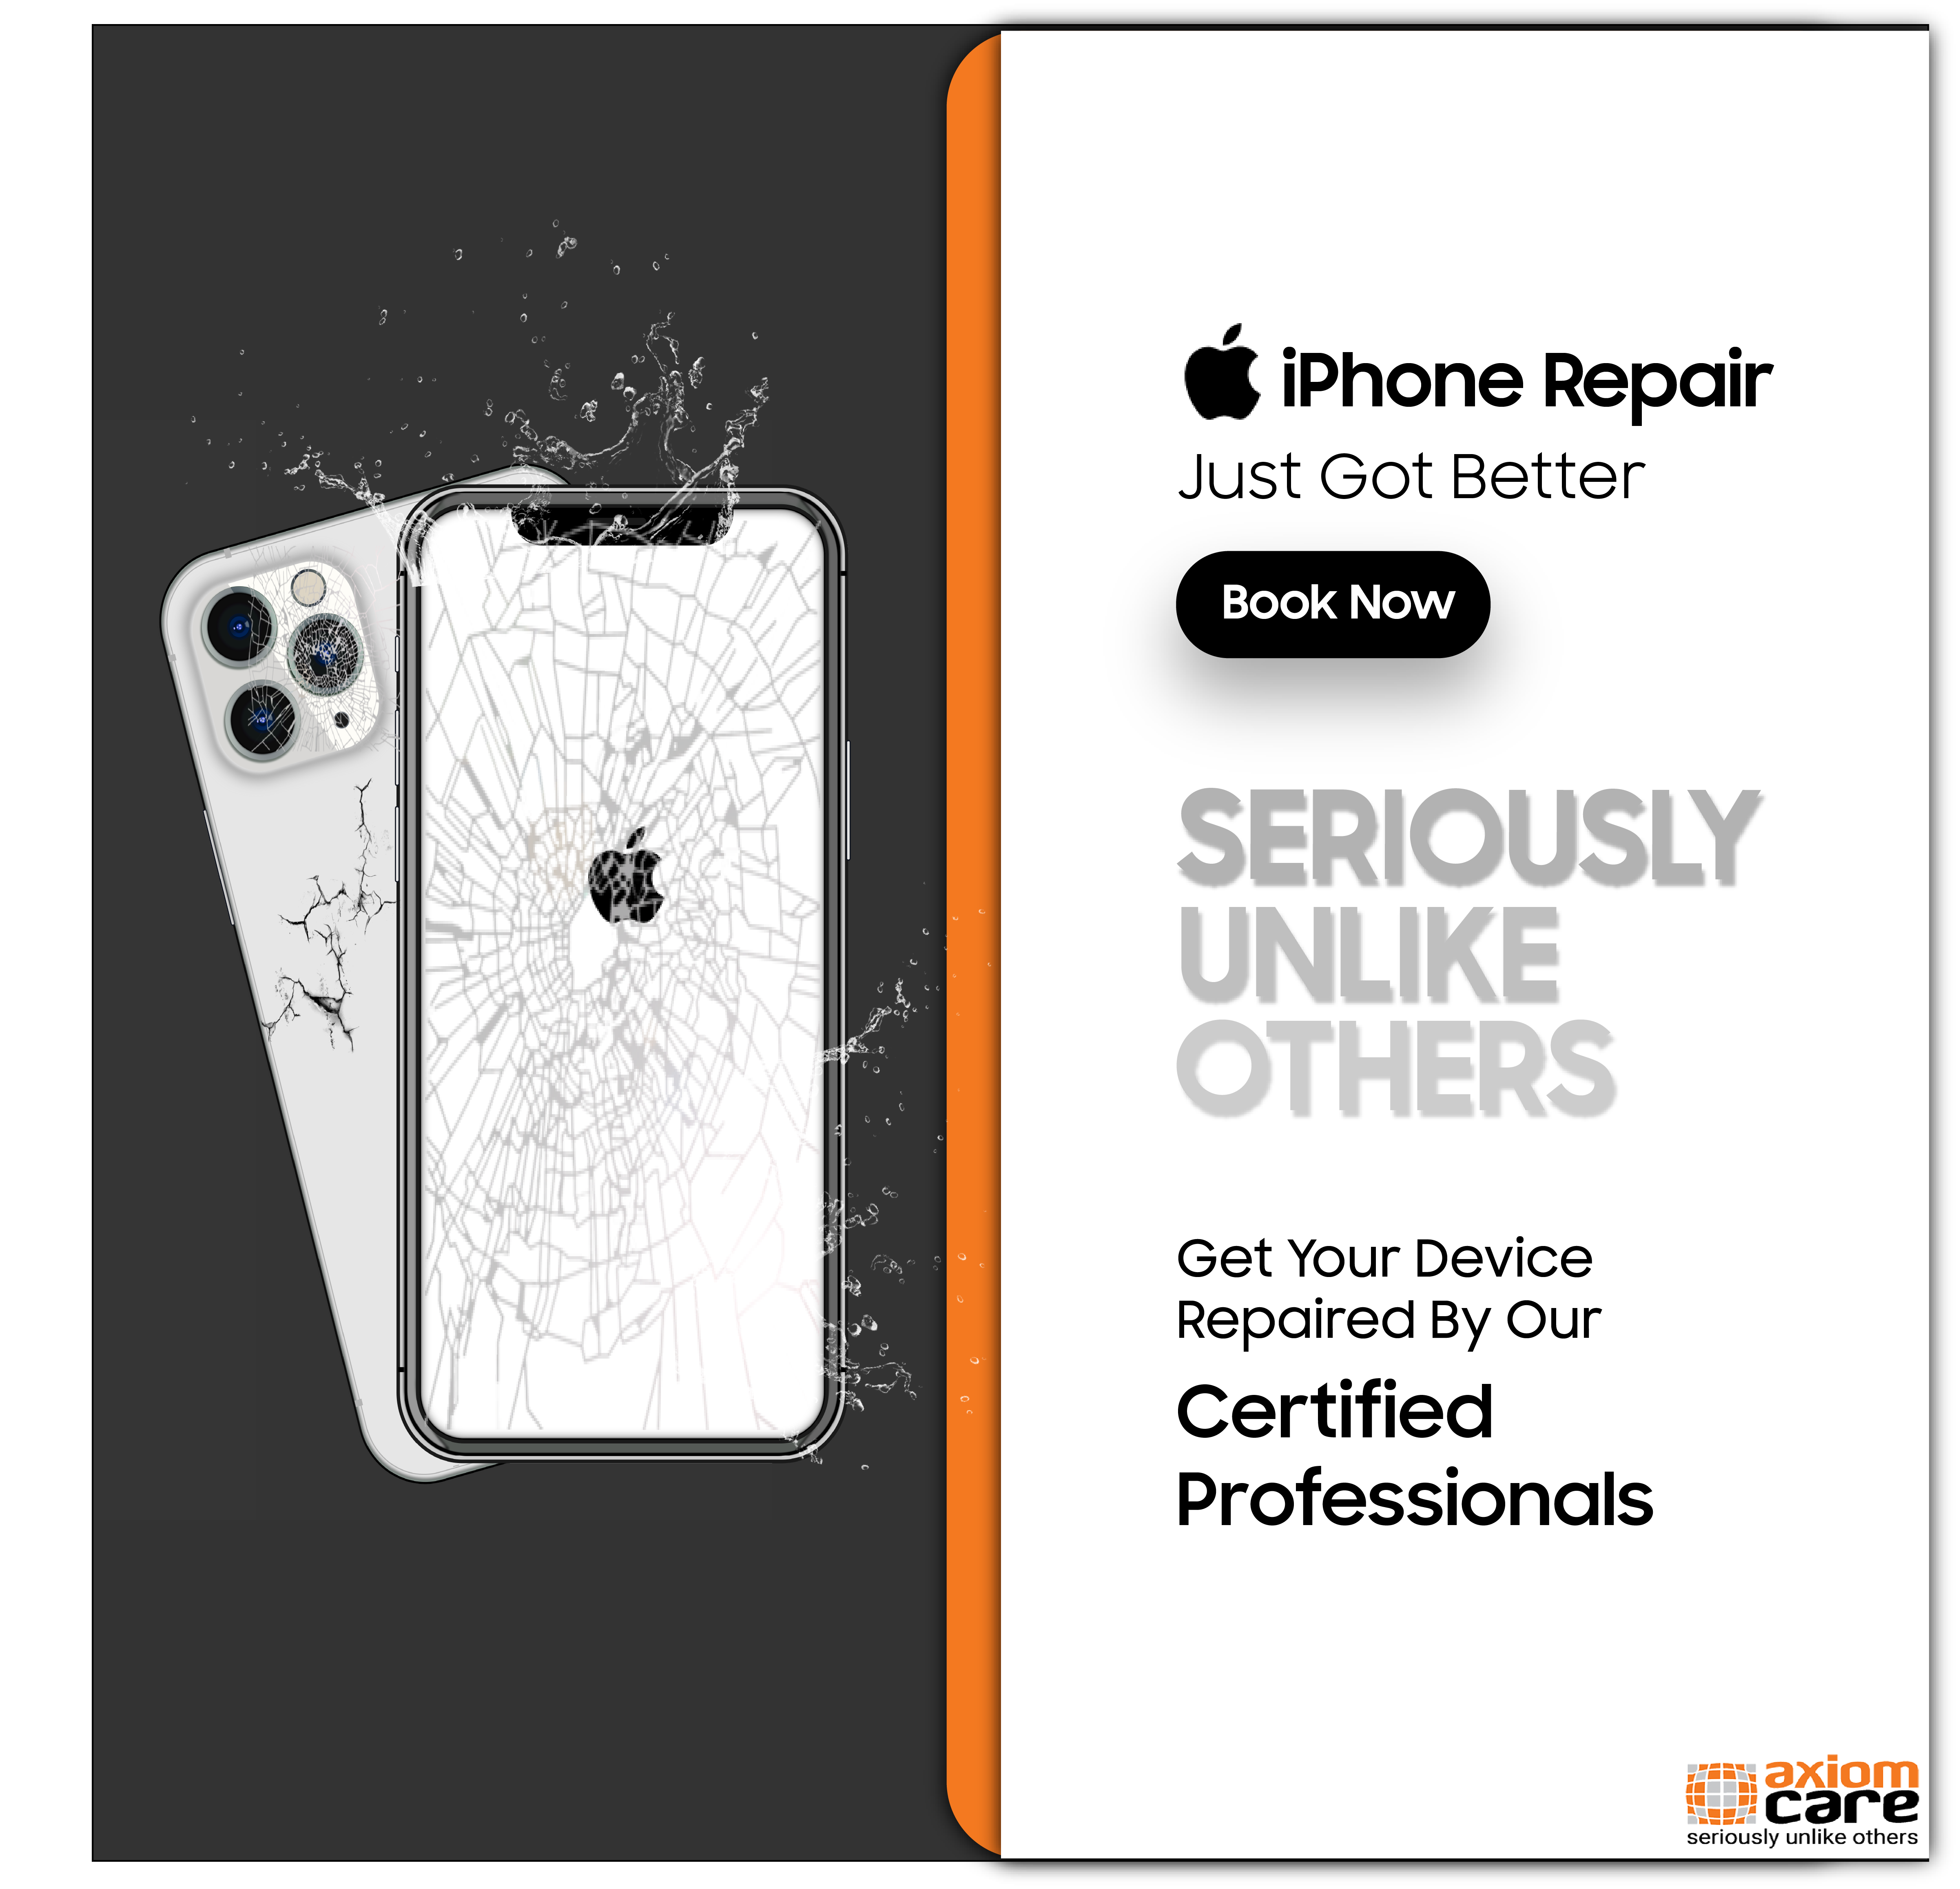 iPhone Repair
Just Got Better
Book Now
SERIOUSLY
UNLIKE
OTHERS
Get Your Device
Repaired By Our
Certified
Professionals
axiom
care
seriously unlike others